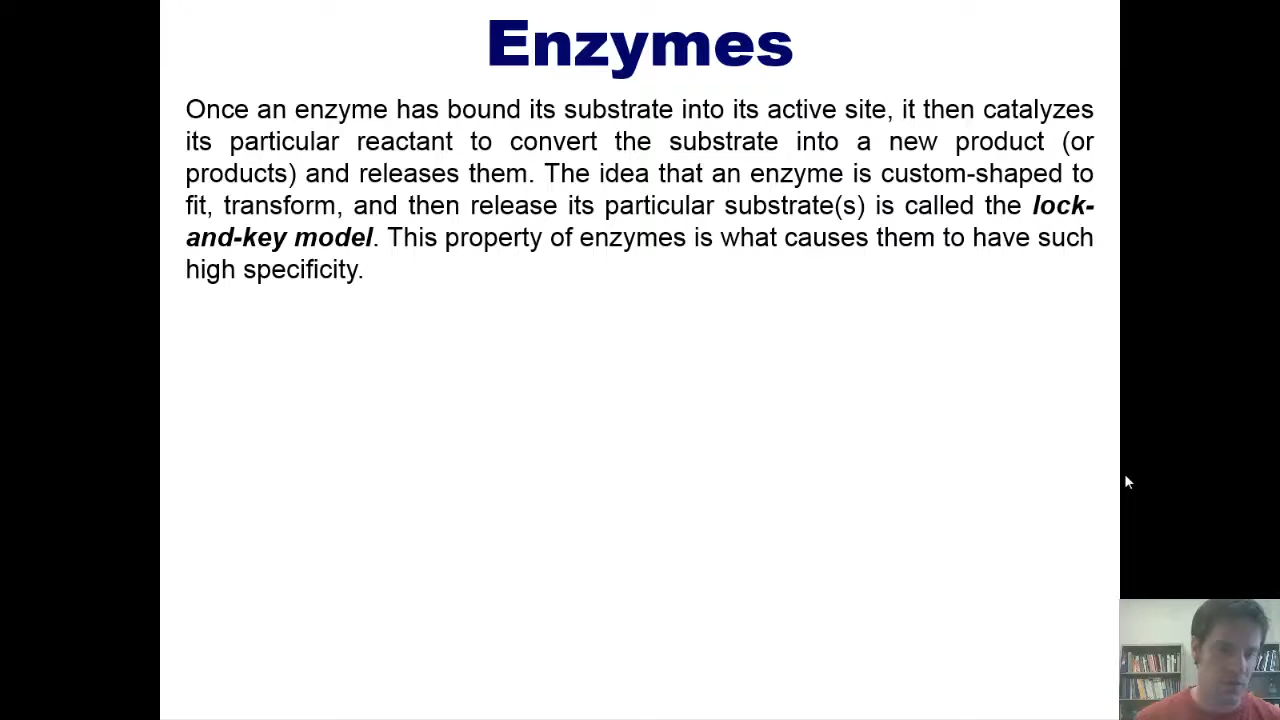 Enzymes
Once an enzyme has bound its substrate into its active site, it then catalyzes
its particular reactant to convert the substrate into a new product (or
products) and releases them. The idea that an enzyme is custom-shaped to
fit, transform, and then release its particular substrate(s) is called the lock-
and-key model. This property of enzymes is what causes them to have such
high specificity.